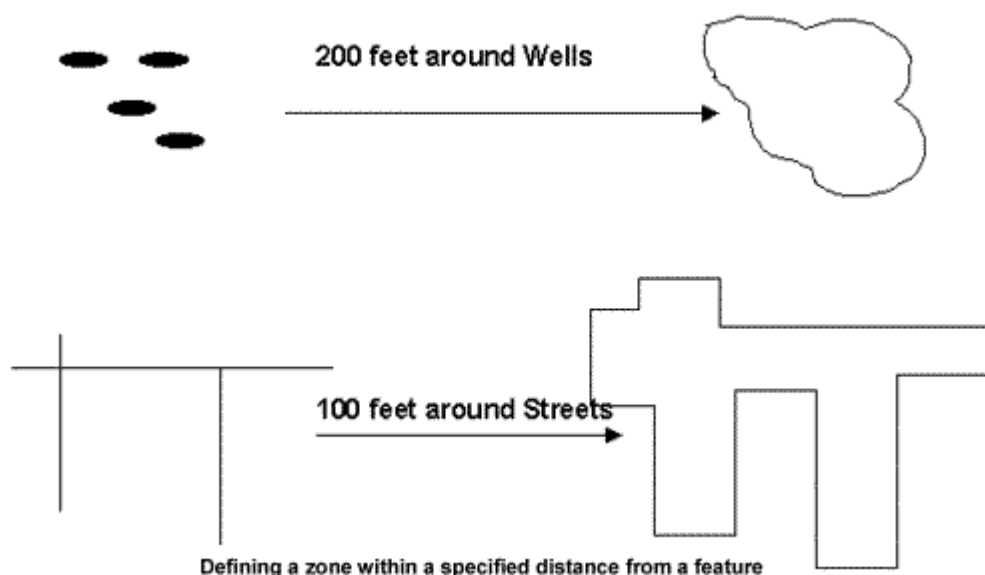 200 feet around Wells
100 feet around Streets
Defining a zone within a specified distance from a feature